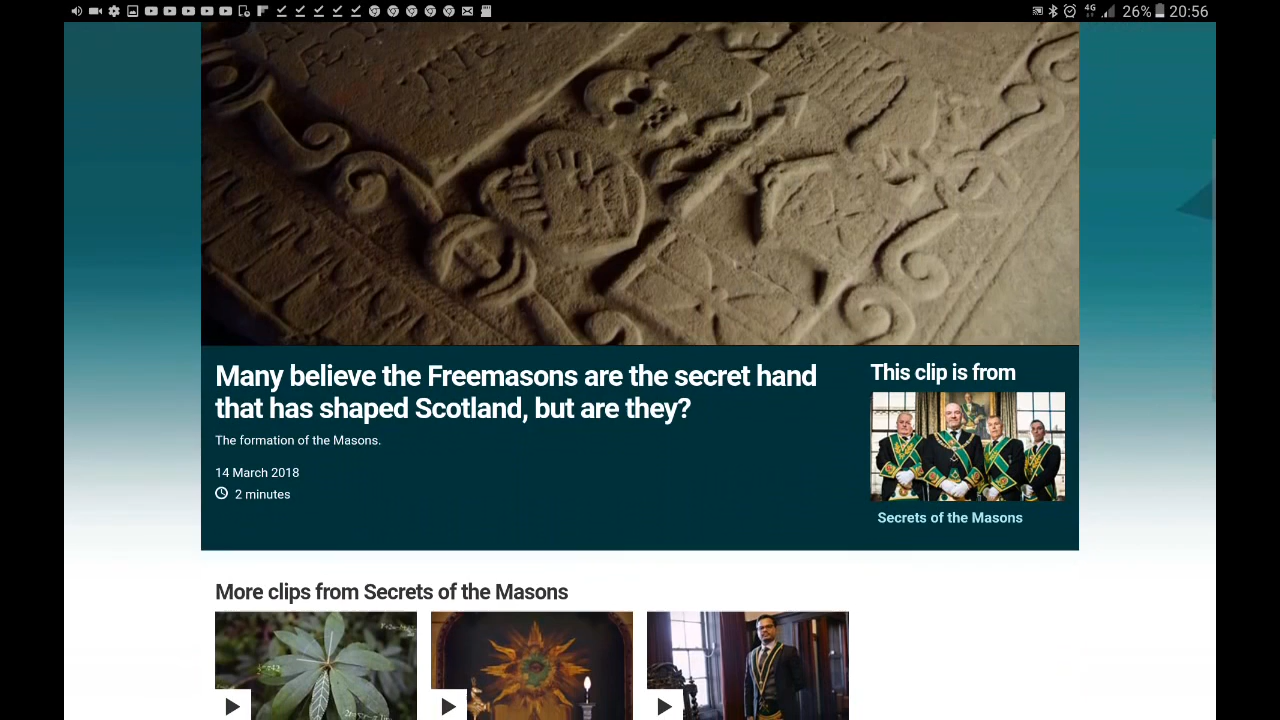 4G 26% 20:56
Many believe the Freemasons are the secret hand
that has shaped Scotland, but are they?
The formation of the Masons.
14 March 2018
2 minutes
This clip is from
Secrets of the Masons
More clips from Secrets of the Masons